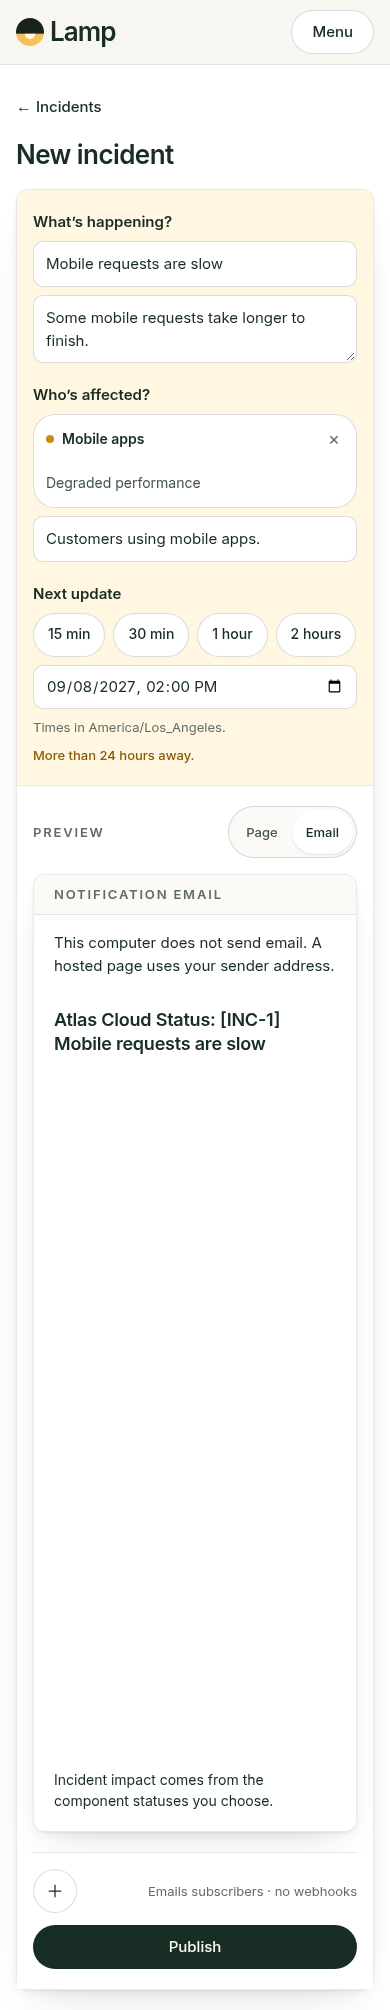 Lamp
Menu
← Incidents
New incident
What's happening?
Mobile requests are slow
Some mobile requests take longer to
finish.
Who's affected?
Mobile apps ×
Degraded performance
Customers using mobile apps.
Next update
15 min 30 min 1 hour 2 hours
09/08/2027, 02:00 PM
Times in America/Los_Angeles.
More than 24 hours away.
PREVIEW Page Email
NOTIFICATION EMAIL
This computer does not send email. A
hosted page uses your sender address.
Atlas Cloud Status: [INC-1]
Mobile requests are slow
Incident impact comes from the
component statuses you choose.
+ Emails subscribers · no webhooks
Publish